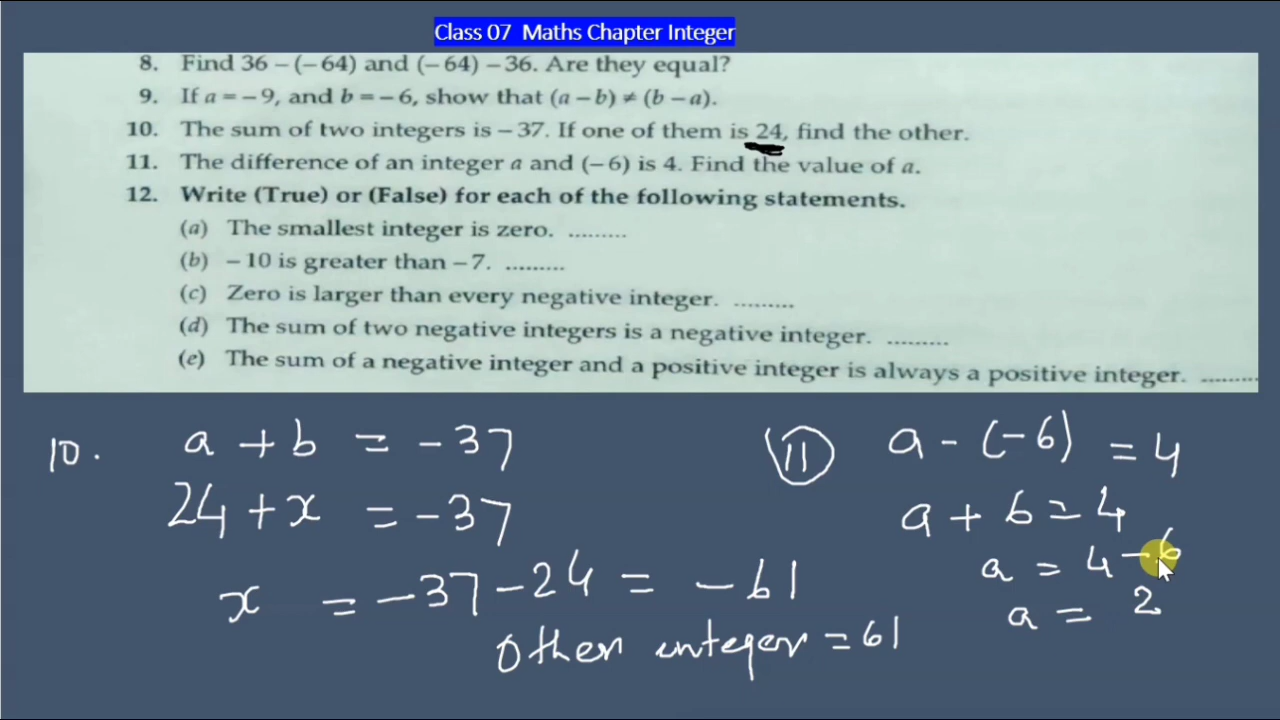 Class 07 Maths Chapter Integer
8. Find 36 – (– 64) and (– 64) – 36. Are they equal?
9. If a = – 9, and b = – 6, show that (a – b) ≠ (b – a).
10. The sum of two integers is – 37. If one of them is 24, find the other.
11. The difference of an integer a and (– 6) is 4. Find the value of a.
12. Write (True) or (False) for each of the following statements.
(a) The smallest integer is zero. .........
(b) – 10 is greater than – 7. .........
(c) Zero is larger than every negative integer. .........
(d) The sum of two negative integers is a negative integer. .........
(e) The sum of a negative integer and a positive integer is always a positive integer. .........
10. a + b = – 37
24 + x = – 37
x = – 37 – 24 = – 61
Other integer = 61
11 a – (– 6) = 4
a + 6 = 4
a = 4 – 6
a = 2